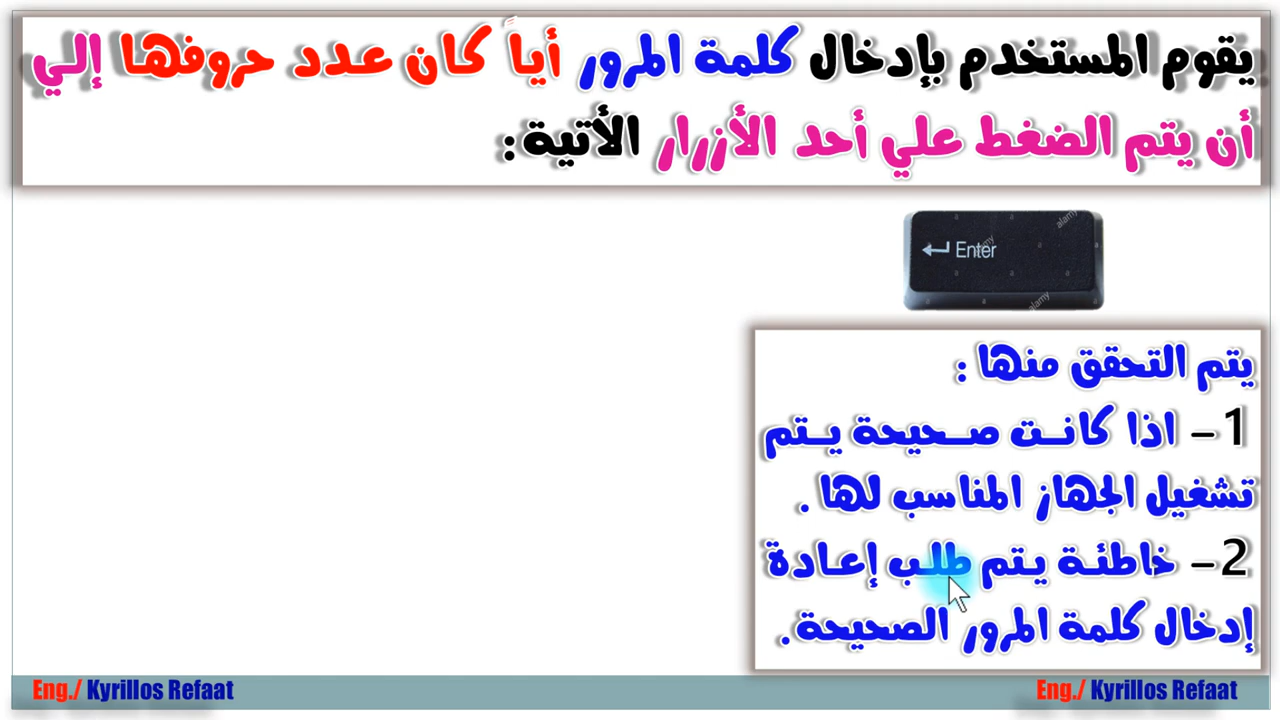 يقوم المستخدم بإدخال كلمة المرور أياً كان عدد حروفها إلي
أن يتم الضغط علي أحد الأزرار الأتية :
Enter
يتم التحقق منها :
1- اذا كانت صحيحة يتم
تشغيل الجهاز المناسب لها .
2- خاطئة يتم طلب إعادة
إدخال كلمة المرور الصحيحة.
Eng./ Kyrillos Refaat
Eng./ Kyrillos Refaat